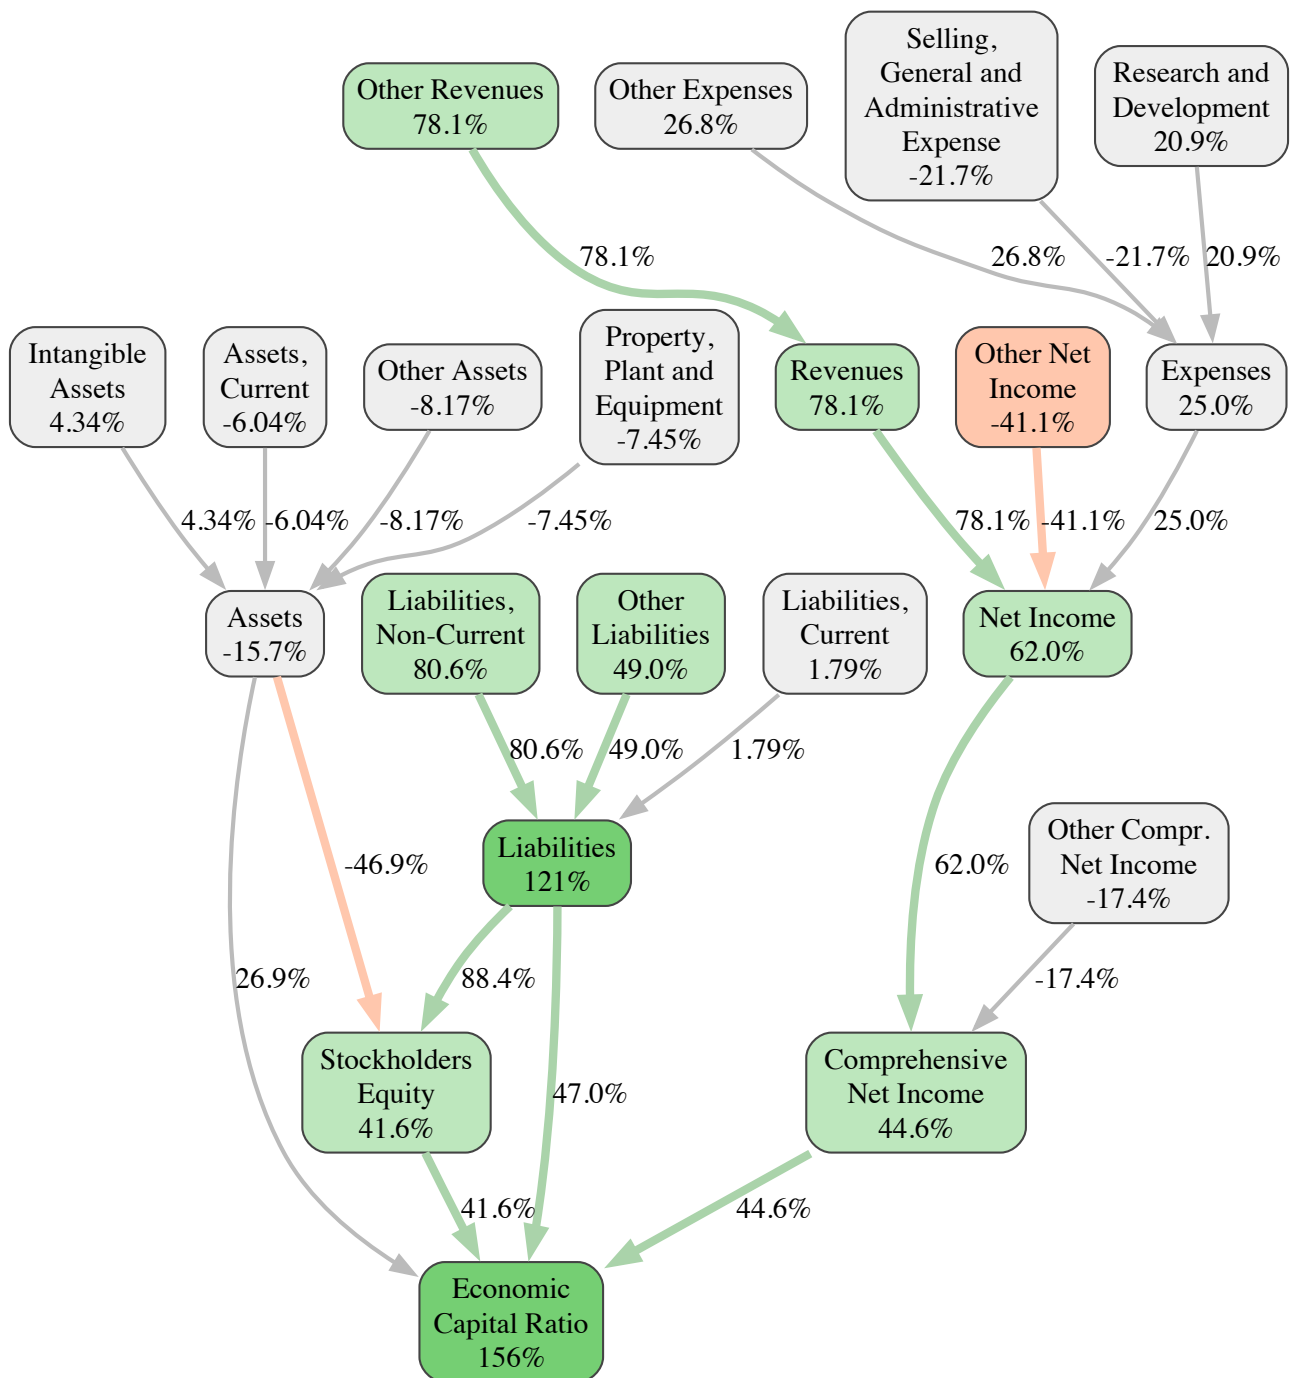 Selling,
General and
Administrative
Expense
-21.7%
Research and
Development
20.9%
Other Revenues
78.1%
Other Expenses
26.8%
78.1%
26.8%
-21.7%
20.9%
Intangible
Assets
4.34%
Assets,
Current
-6.04%
Other Assets
-8.17%
Property,
Plant and
Equipment
-7.45%
Revenues
78.1%
Other Net
Income
-41.1%
Expenses
25.0%
4.34%
-6.04%
-8.17%
-7.45%
78.1%
-41.1%
25.0%
Assets
-15.7%
Liabilities,
Non-Current
80.6%
Other
Liabilities
49.0%
Liabilities,
Current
1.79%
Net Income
62.0%
80.6%
49.0%
1.79%
Liabilities
121%
-46.9%
62.0%
Other Compr.
Net Income
-17.4%
26.9%
88.4%
-17.4%
Stockholders
Equity
41.6%
47.0%
Comprehensive
Net Income
44.6%
41.6%
44.6%
Economic
Capital Ratio
156%